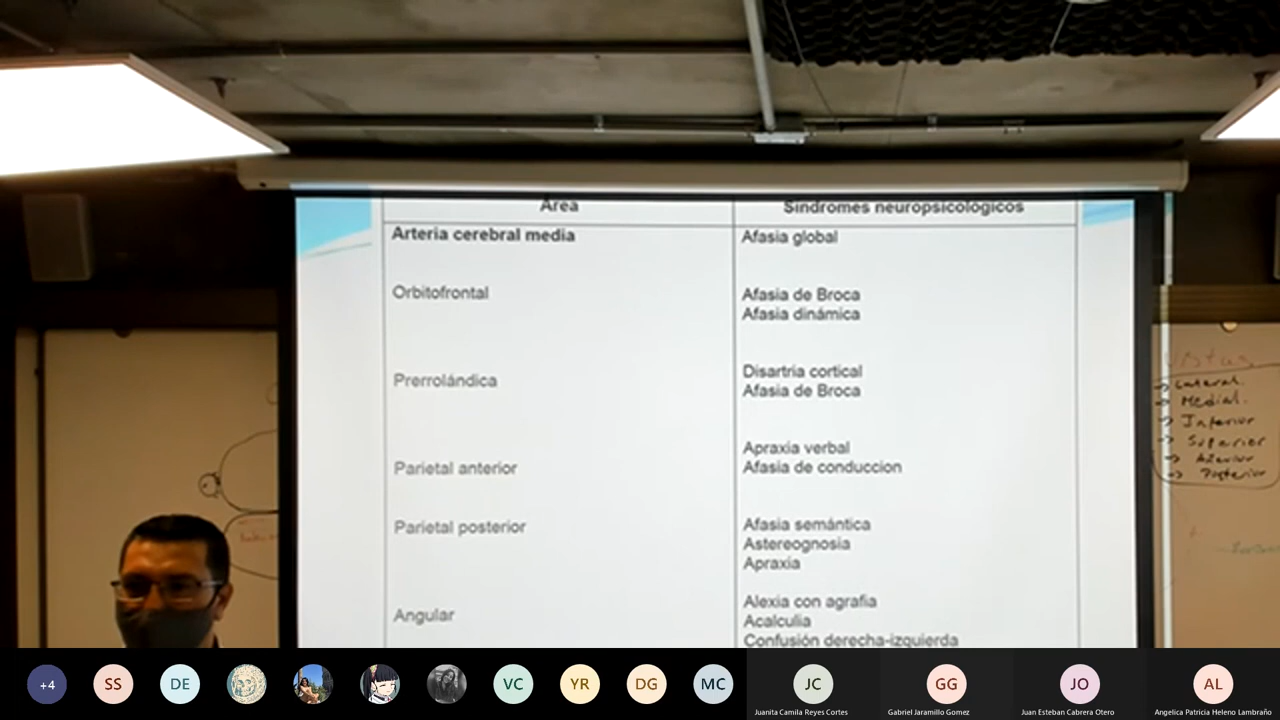 Área
Síndromes neuropsicológicos
Arteria cerebral media
Afasia global
Orbitofrontal
Afasia de Broca
Afasia dinámica
Prerrolándica
Disartria cortical
Afasia de Broca
Parietal anterior
Apraxia verbal
Afasia de conduccion
Parietal posterior
Afasia semántica
Astereognosia
Apraxia
Angular
Alexia con agrafia
Acalculia
Confusión derecha-izquierda
Vistas
Lateral.
Medial.
Inferior
Superior
Anterior
Posterior
+4
SS
DE
VC
YR
DG
MC
JC
GG
JO
AL
Juanita Camila Reyes Cortes
Gabriel Jaramillo Gomez
Juan Esteban Cabrera Otero
Angelica Patricia Heleno Lambraño